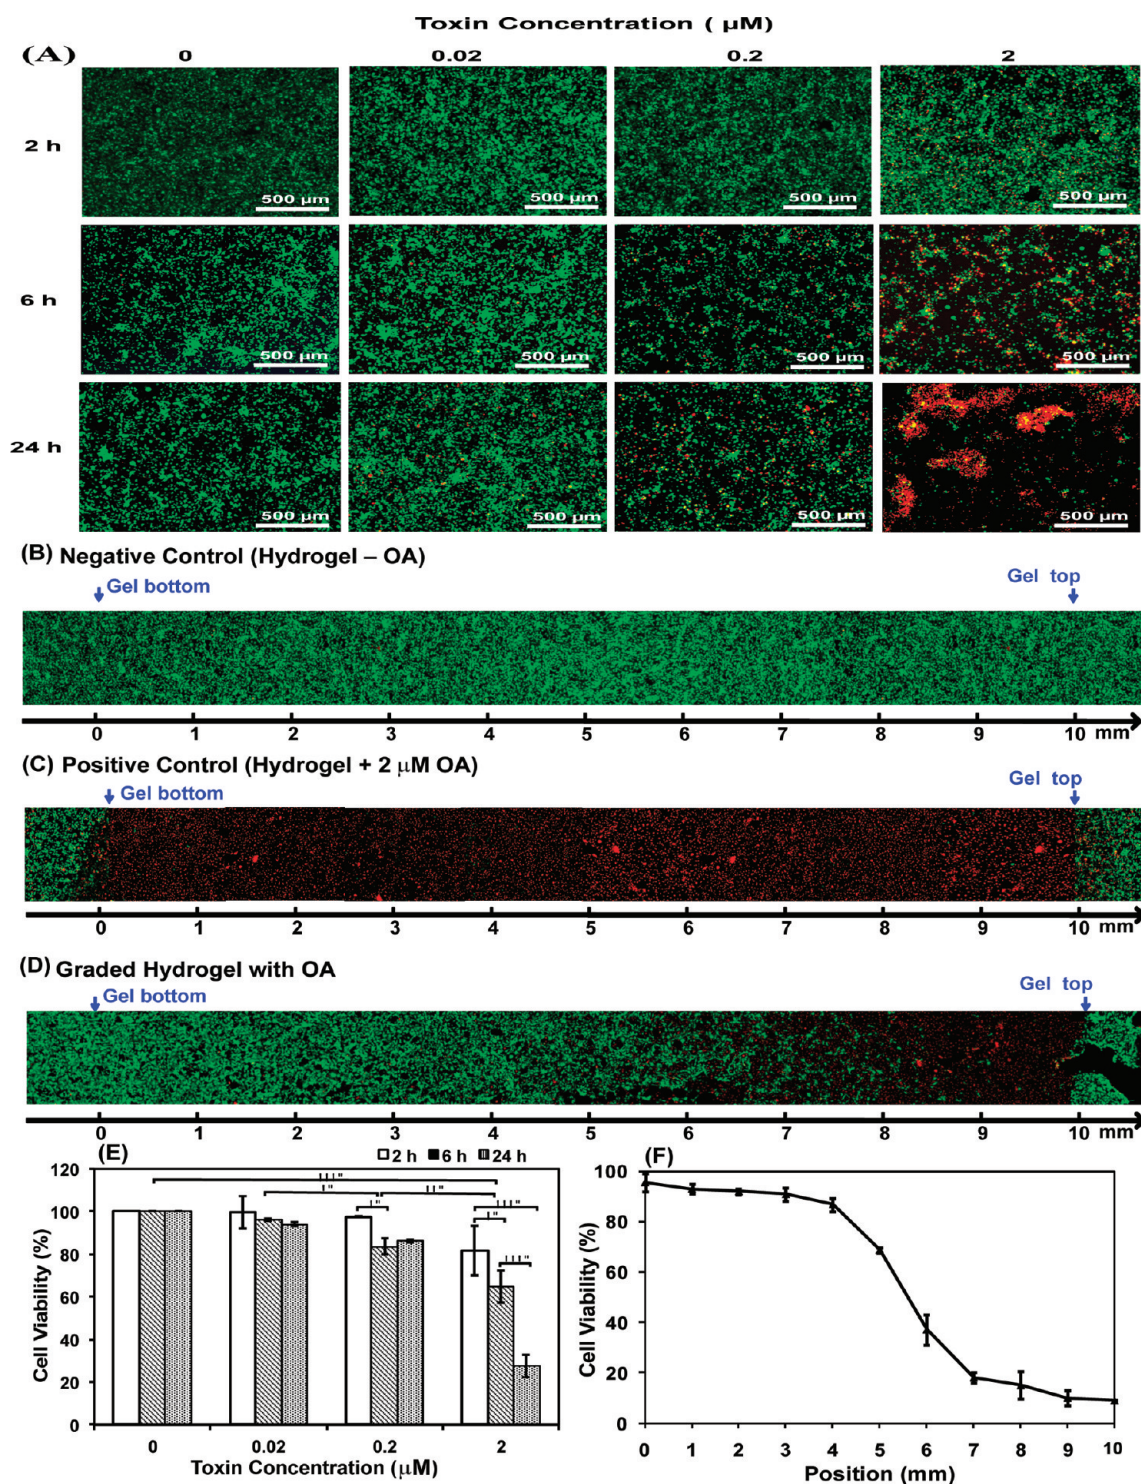 Toxin Concentration ( µM)
(A) 0 0.02 0.2 2
2 h
500 µm 500 µm 500 µm 500 µm
6 h
500 µm 500 µm 500 µm 500 µm
24 h
500 µm 500 µm 500 µm 500 µm
(B) Negative Control (Hydrogel – OA)
Gel bottom Gel top
0 1 2 3 4 5 6 7 8 9 10 mm
(C) Positive Control (Hydrogel + 2 µM OA)
Gel bottom Gel top
0 1 2 3 4 5 6 7 8 9 10 mm
(D) Graded Hydrogel with OA
Gel bottom Gel top
0 1 2 3 4 5 6 7 8 9 10 mm
(E) 2 h 6 h 24 h
Cell Viability (%)
120
100
80
60
40
20
0
0 0.02 0.2 2
Toxin Concentration (µM)
(F)
Cell Viability (%)
100
80
60
40
20
0
0 1 2 3 4 5 6 7 8 9 10
Position (mm)